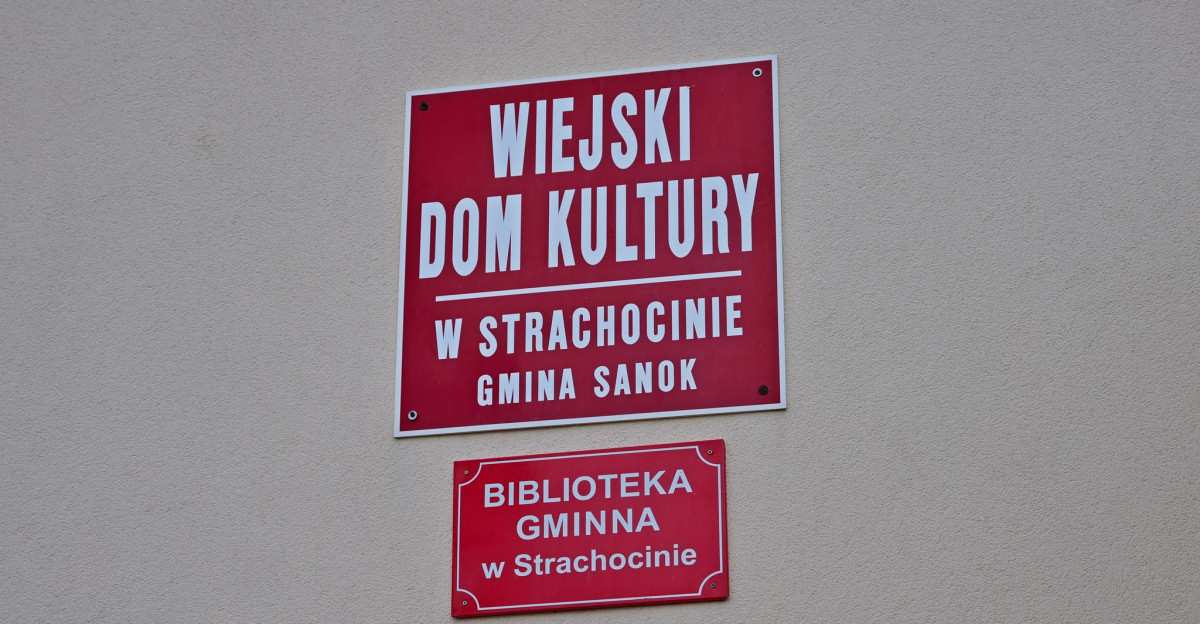 WIEJSKI
DOM KULTURY
W STRACHOCINIE
GMINA SANOK
BIBLIOTEKA
GMINNA
w Strachocinie